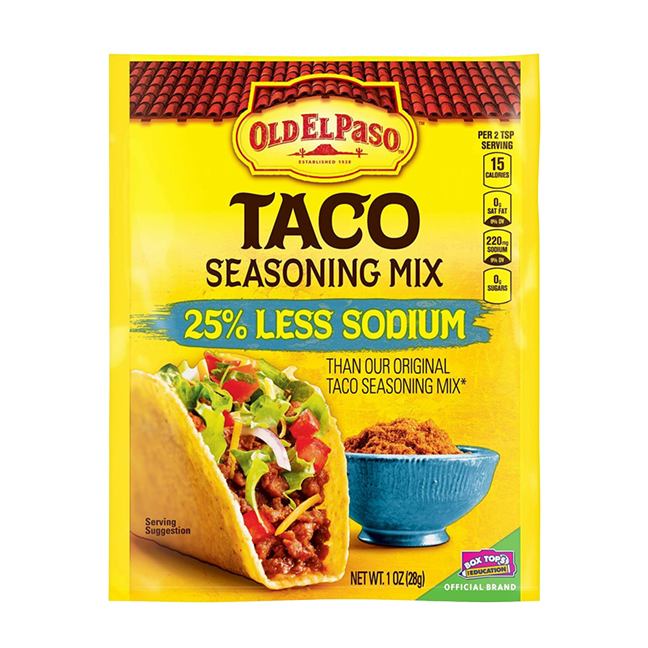 OLD EL PASO
ESTABLISHED 1938
PER 2 TSP
SERVING
15
CALORIES
0g
SAT FAT
0% DV
220mg
SODIUM
9% DV
0g
SUGARS
TACO
SEASONING MIX
25% LESS SODIUM
THAN OUR ORIGINAL
TACO SEASONING MIX*
Serving
Suggestion
NET WT. 1 OZ (28g)
BOX TOPS
FOR EDUCATION
OFFICIAL BRAND